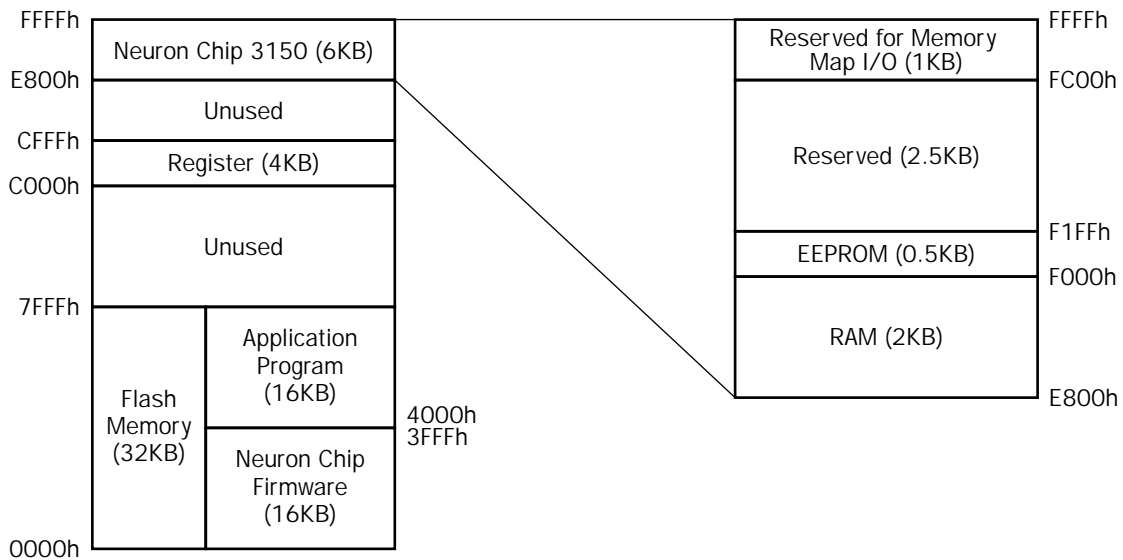 FFFFh
Neuron Chip 3150 (6KB)
E800h
Unused
CFFFh
Register (4KB)
C000h
Unused
7FFFh
Flash
Memory
(32KB)
Application
Program
(16KB)
4000h
3FFFh
Neuron Chip
Firmware
(16KB)
0000h
FFFFh
Reserved for Memory
Map I/O (1KB)
FC00h
Reserved (2.5KB)
F1FFh
EEPROM (0.5KB)
F000h
RAM (2KB)
E800h